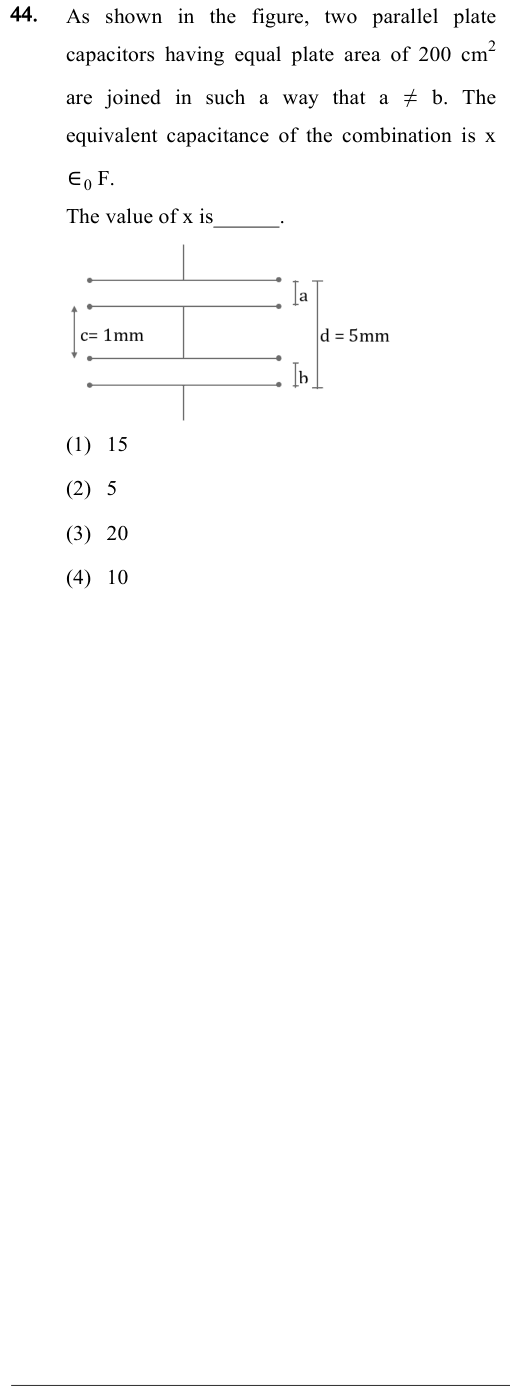 44. As shown in the figure, two parallel plate
capacitors having equal plate area of 200 cm²
are joined in such a way that a ≠ b. The
equivalent capacitance of the combination is x
∈₀ F.
The value of x is______.
a
c= 1mm
d = 5mm
b
(1) 15
(2) 5
(3) 20
(4) 10